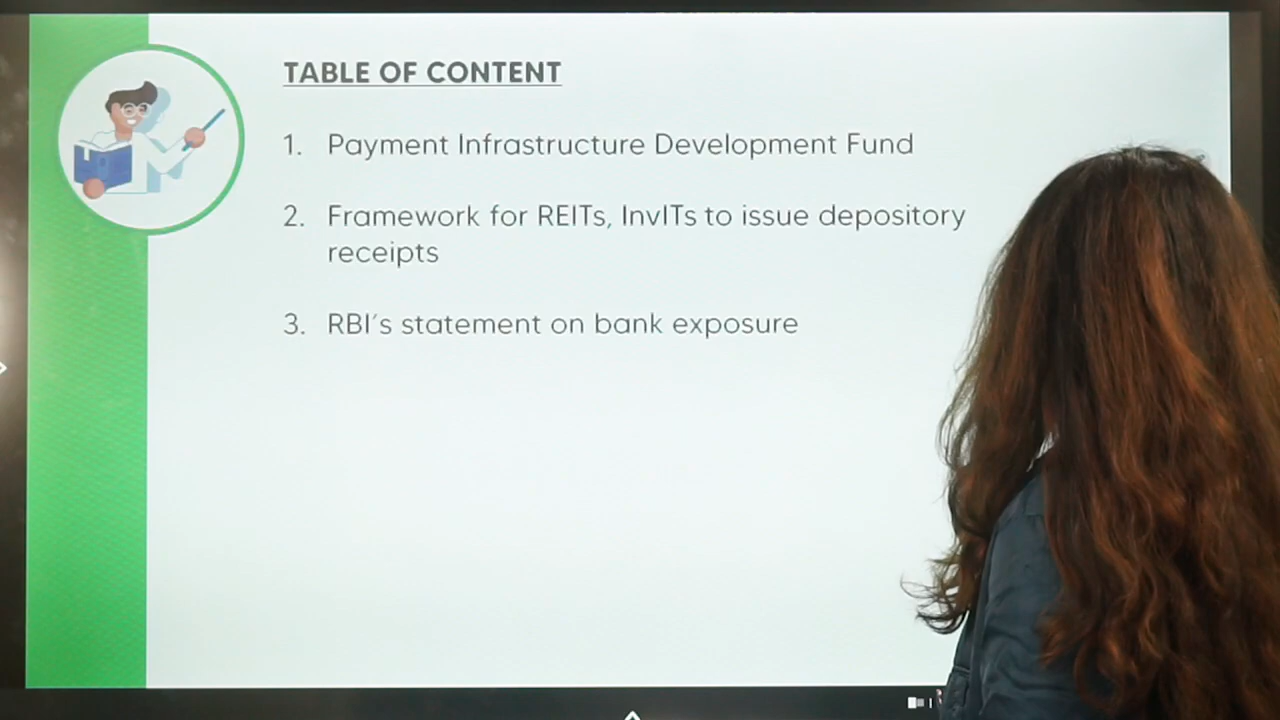 TABLE OF CONTENT
1. Payment Infrastructure Development Fund
2. Framework for REITs, InvITs to issue depository
receipts
3. RBI's statement on bank exposure